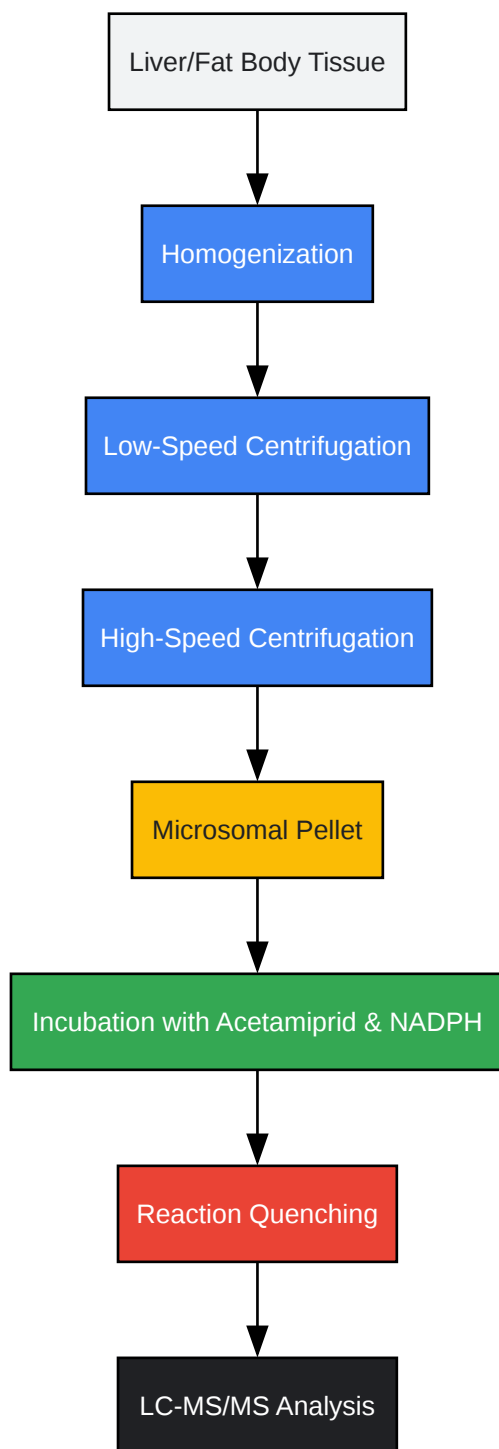 Liver/Fat Body Tissue
Homogenization
Low-Speed Centrifugation
High-Speed Centrifugation
Microsomal Pellet
Incubation with Acetamiprid & NADPH
Reaction Quenching
LC-MS/MS Analysis